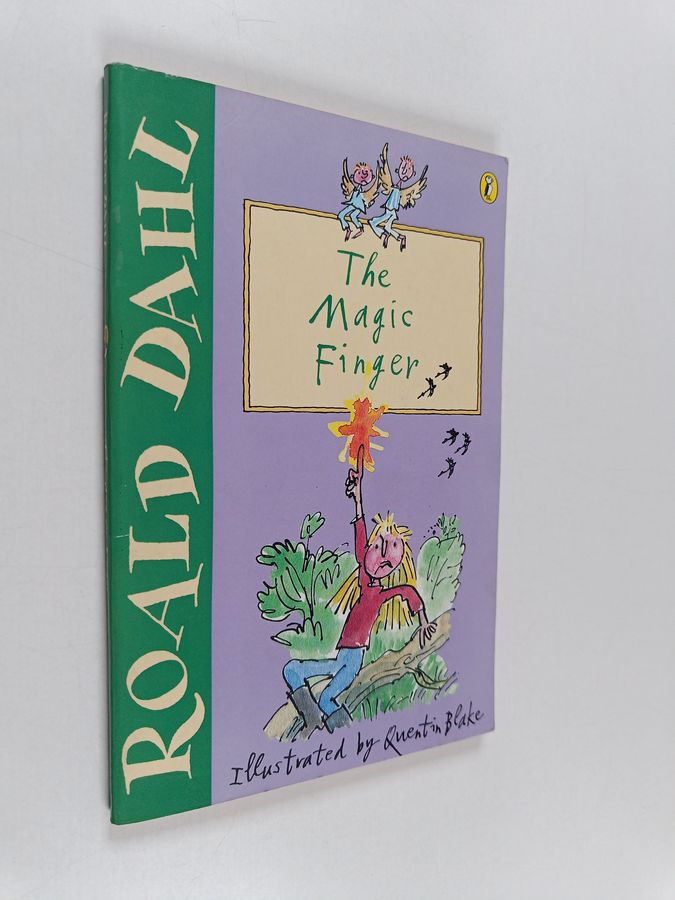 ROALD DAHL
The
Magic
Finger
Illustrated by Quentin Blake